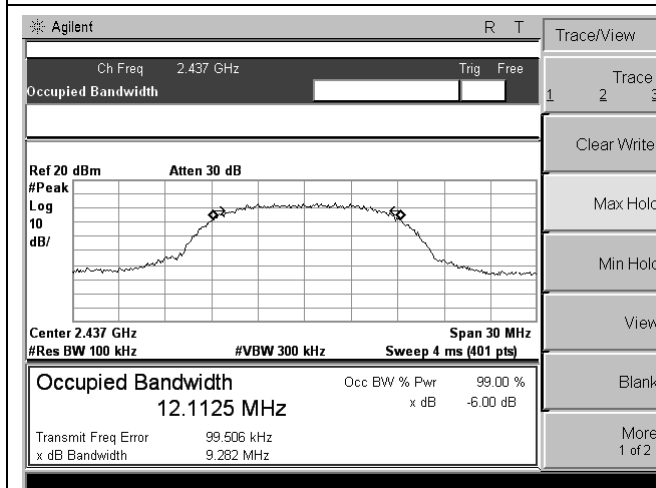 Agilent R T
Ch Freq 2.437 GHz Trig Free
Occupied Bandwidth
Ref 20 dBm Atten 30 dB
#Peak
Log
10
dB/
Center 2.437 GHz Span 30 MHz
#Res BW 100 kHz #VBW 300 kHz Sweep 4 ms (401 pts)
Occupied Bandwidth
12.1125 MHz
Occ BW % Pwr 99.00 %
x dB -6.00 dB
Transmit Freq Error 99.506 kHz
x dB Bandwidth 9.282 MHz
Trace/View
Trace
1 2 3
Clear Write
Max Hold
Min Hold
View
Blank
More
1 of 2